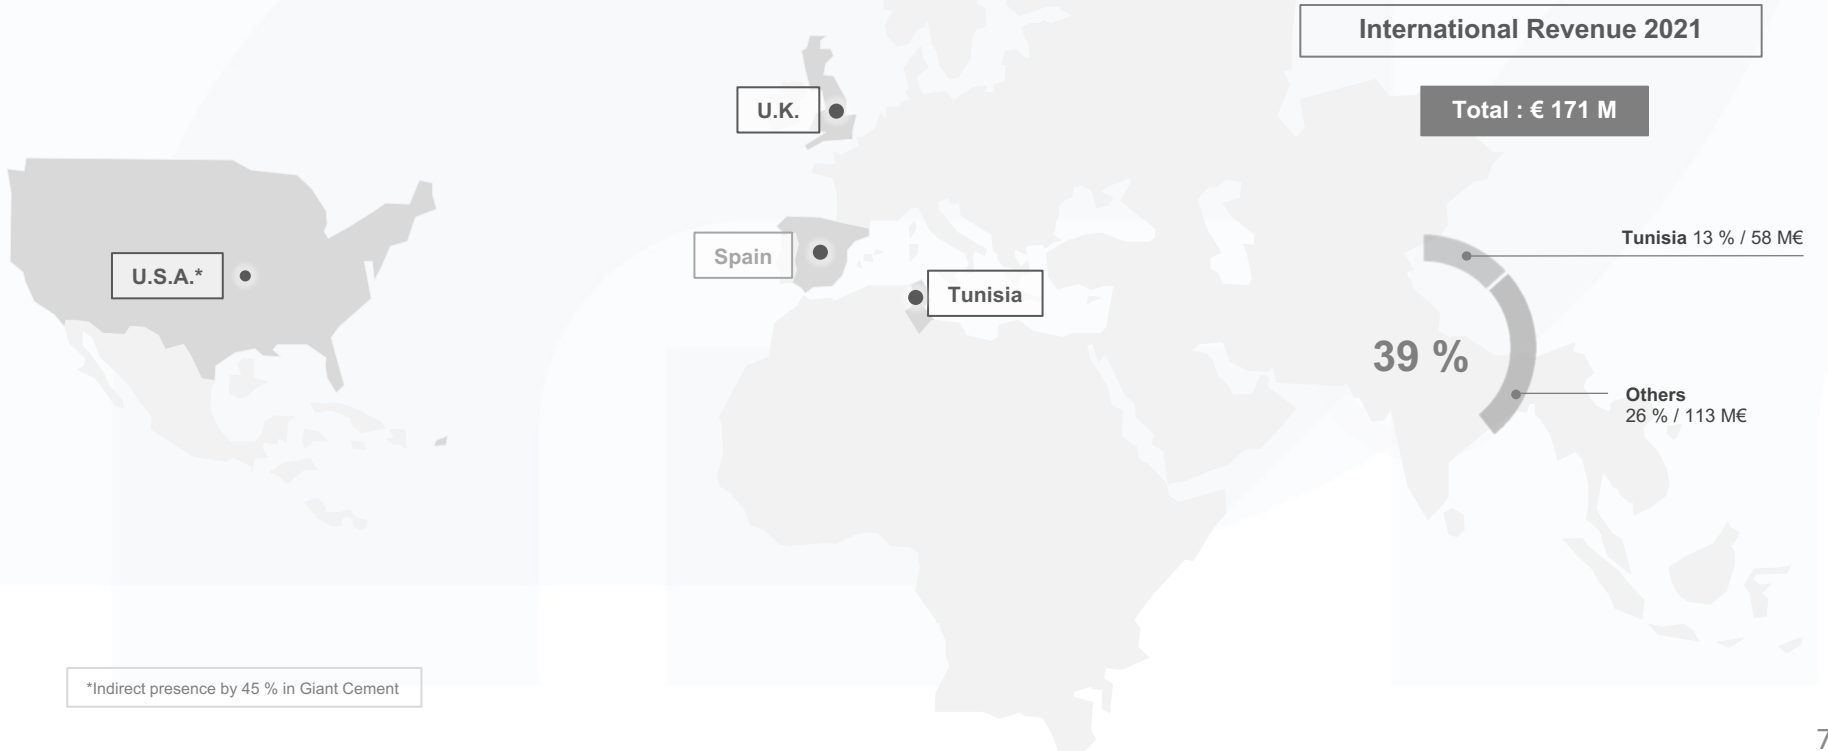 International Revenue 2021
Total : € 171 M
U.K.
U.S.A.*
Spain
Tunisia
Tunisia 13 % / 58 M€
39 %
Others
26 % / 113 M€
*Indirect presence by 45 % in Giant Cement
7